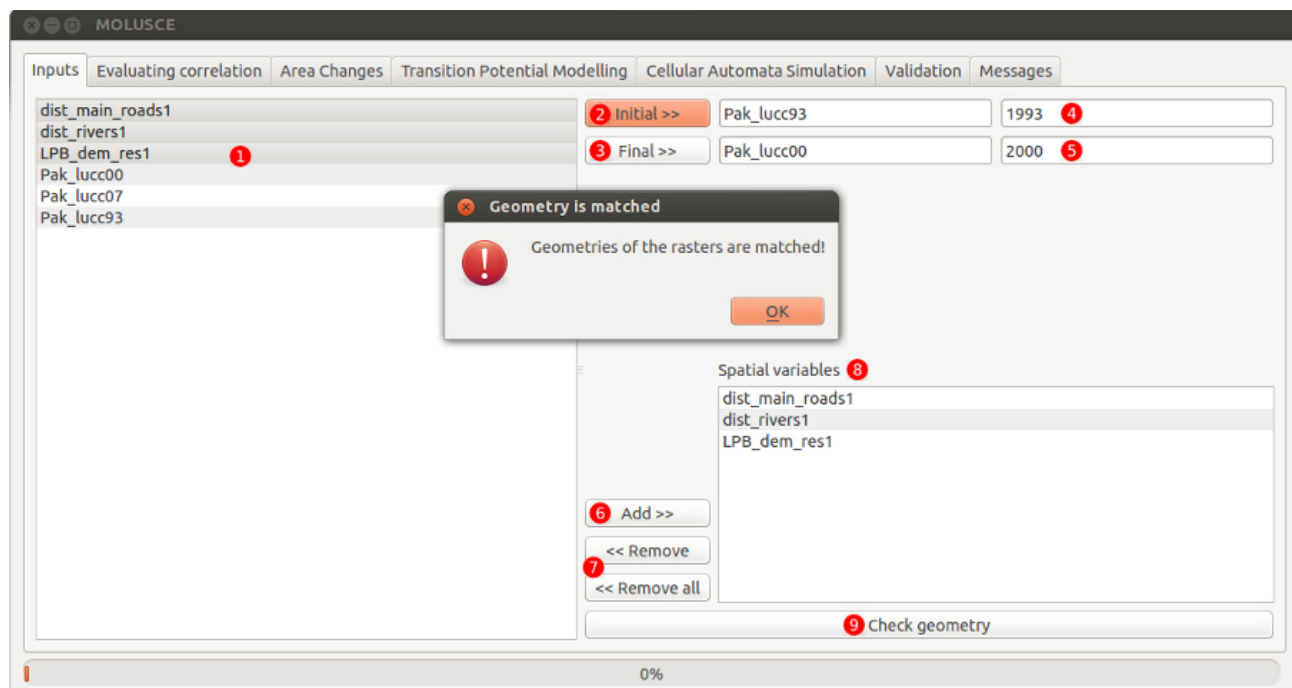 MOLUSCE
Inputs Evaluating correlation Area Changes Transition Potential Modelling Cellular Automata Simulation Validation Messages
dist_main_roads1
dist_rivers1
LPB_dem_res1 1
Pak_lucc00
Pak_lucc07
Pak_lucc93
2 Initial >> Pak_lucc93 1993 4
3 Final >> Pak_lucc00 2000 5
Geometry is matched
! Geometries of the rasters are matched!
OK
Spatial variables 8
dist_main_roads1
dist_rivers1
LPB_dem_res1
6 Add >>
<< Remove
7
<< Remove all
9 Check geometry
0%